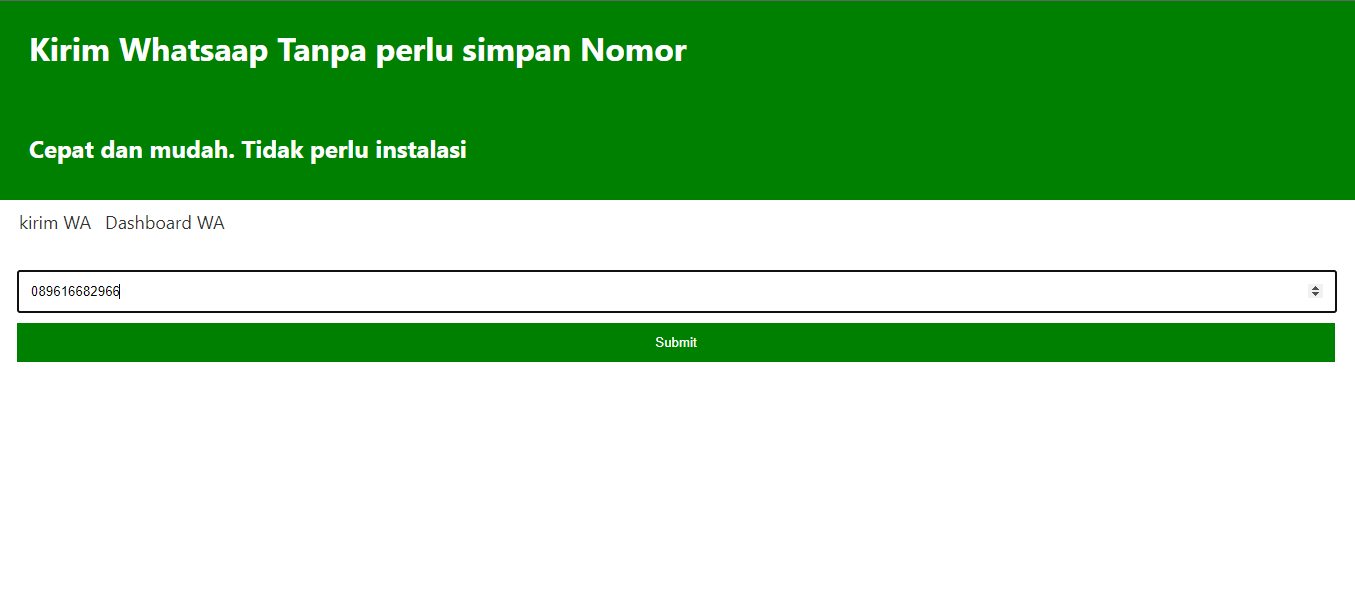 Kirim Whatsaap Tanpa perlu simpan Nomor
Cepat dan mudah. Tidak perlu instalasi
kirim WA Dashboard WA
089616682966
Submit